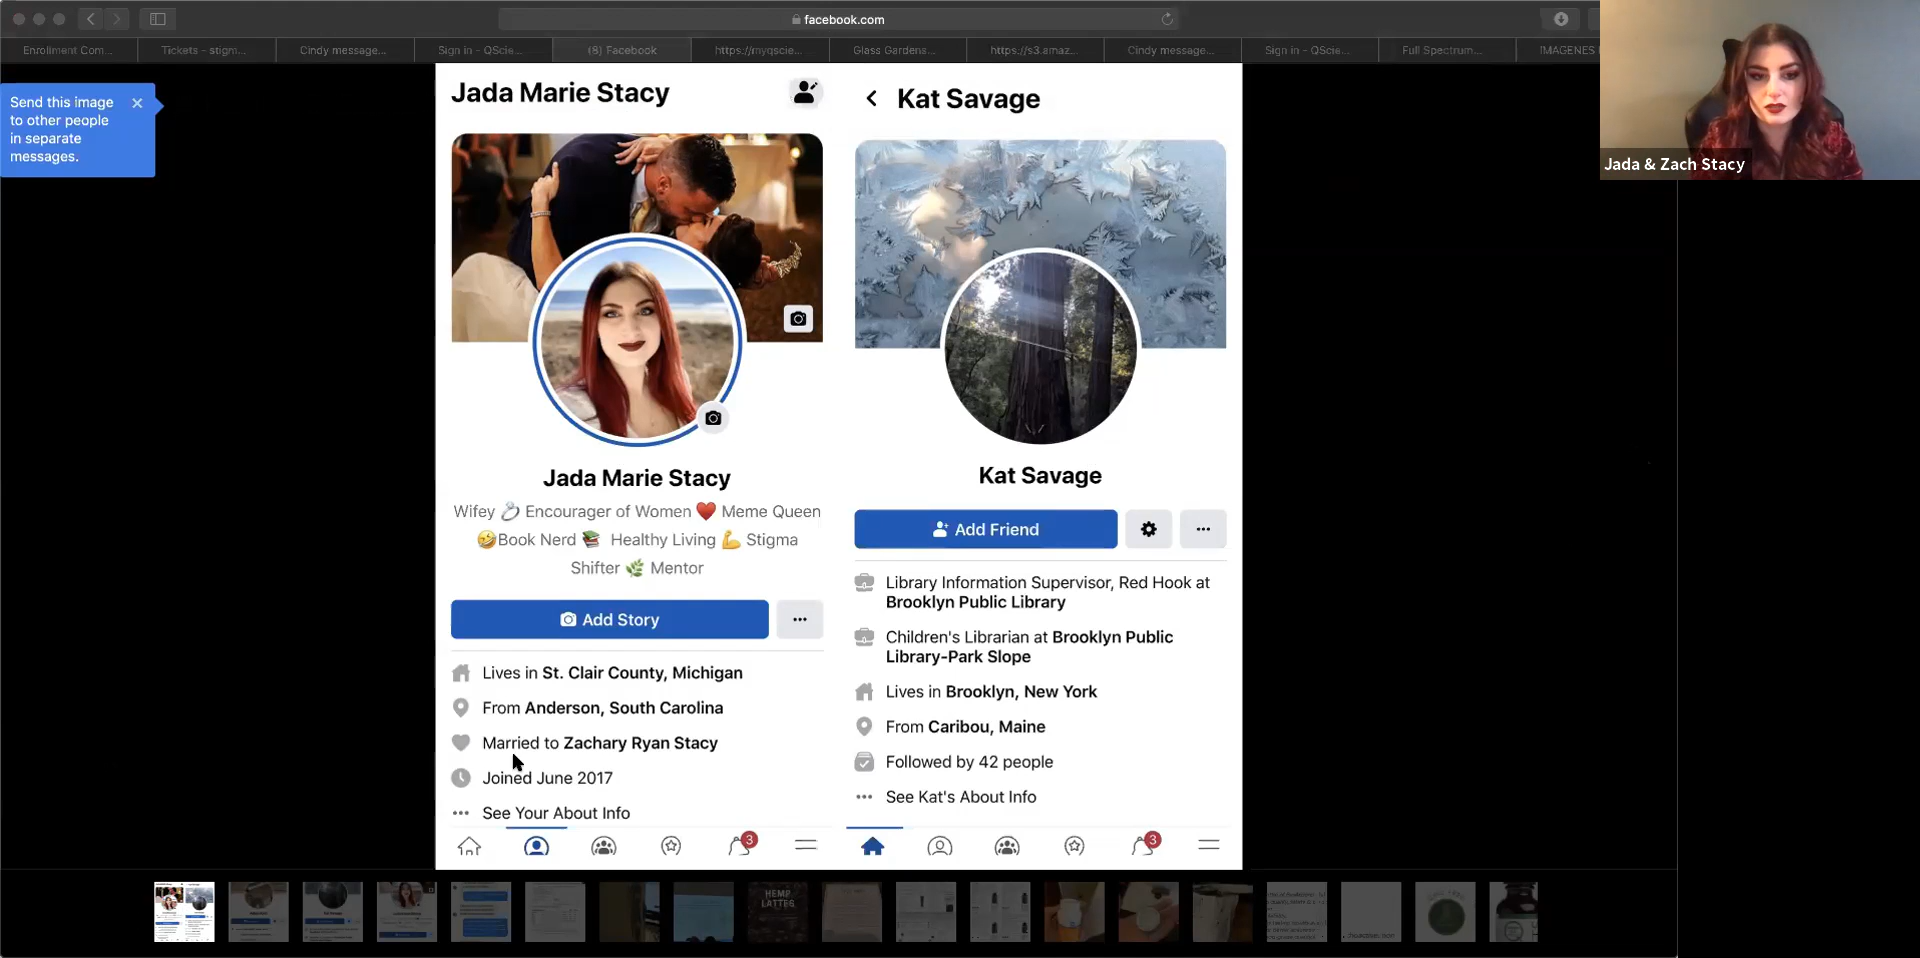 facebook.com
Enrollment Com...
Tickets - stigm...
Cindy message...
Sign in - QScie...
(8) Facebook
https://myqscie...
Glass Gardens...
https://s3.amaz...
Cindy message...
Sign in - QScie...
Full Spectrum...
IMAGENES
Send this image
to other people
in separate
messages.
Jada & Zach Stacy
Jada Marie Stacy
Jada Marie Stacy
Wifey 💍 Encourager of Women ❤️ Meme Queen
🤣Book Nerd 📚 Healthy Living 💪 Stigma
Shifter 🌿 Mentor
Add Story
Lives in St. Clair County, Michigan
From Anderson, South Carolina
Married to Zachary Ryan Stacy
Joined June 2017
See Your About Info
3
Kat Savage
Kat Savage
Add Friend
Library Information Supervisor, Red Hook at
Brooklyn Public Library
Children's Librarian at Brooklyn Public
Library-Park Slope
Lives in Brooklyn, New York
From Caribou, Maine
Followed by 42 people
See Kat's About Info
3
HEMP
LATTES